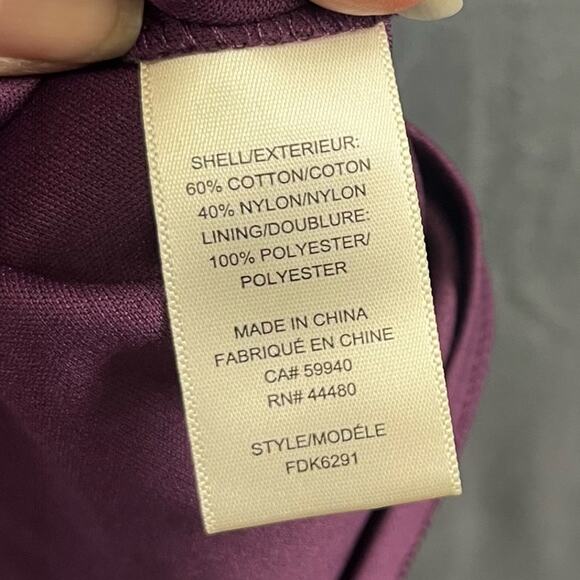 SHELL/EXTERIEUR:
60% COTTON/COTON
40% NYLON/NYLON
LINING/DOUBLURE:
100% POLYESTER/
POLYESTER
MADE IN CHINA
FABRIQUÉ EN CHINE
CA# 59940
RN# 44480
STYLE/MODÉLE
FDK6291